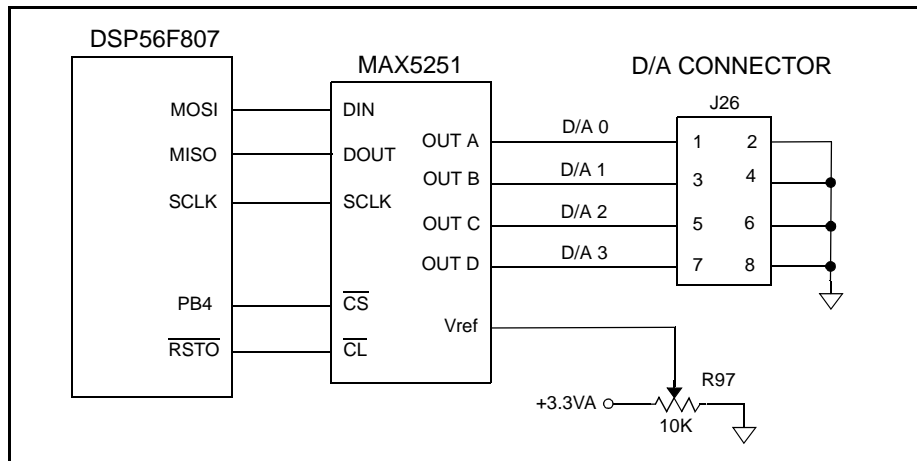 DSP56F807
MAX5251
D/A CONNECTOR
J26
MOSI
DIN
OUT A
D/A 0
1
2
MISO
DOUT
OUT B
D/A 1
3
4
SCLK
SCLK
OUT C
D/A 2
5
6
OUT D
D/A 3
7
8
PB4
CS
Vref
RSTO
CL
R97
+3.3VA
10K